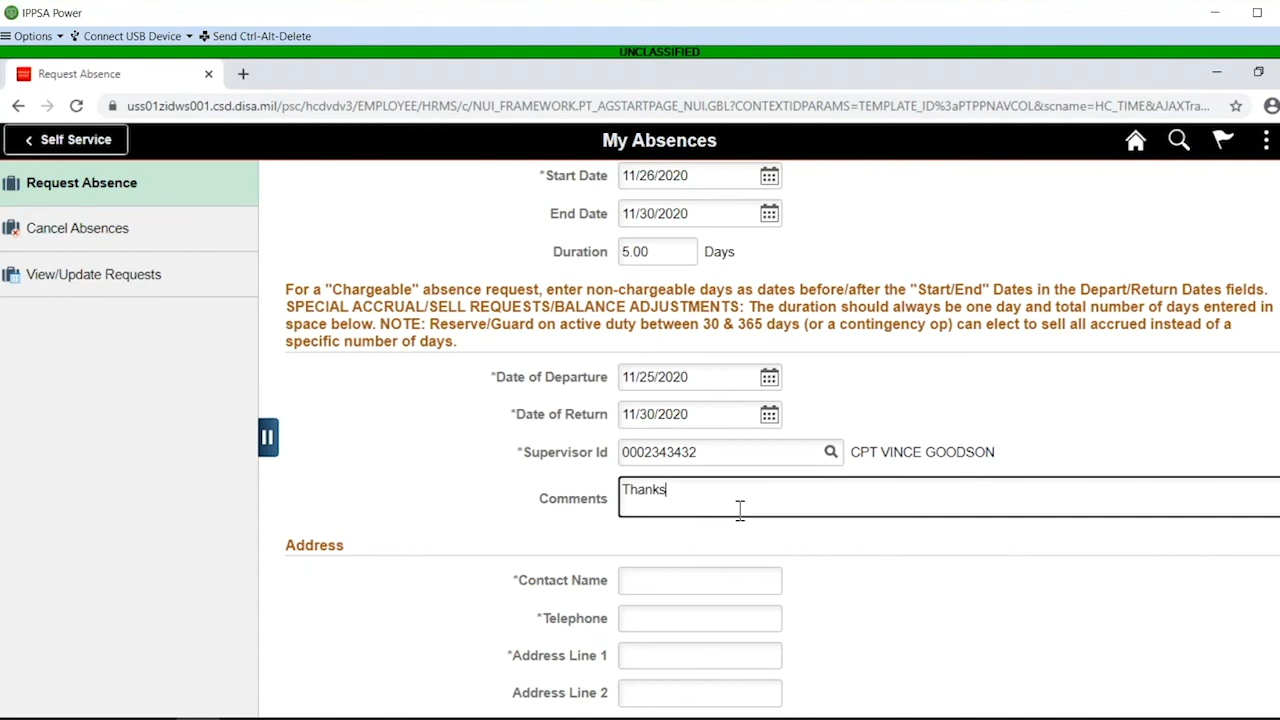 IPPSA Power
Options Connect USB Device Send Ctrl-Alt-Delete
UNCLASSIFIED
Request Absence
uss01zidws001.csd.disa.mil/psc/hcdvdv3/EMPLOYEE/HRMS/c/NUI_FRAMEWORK.PT_AGSTARTPAGE_NUI.GBL?CONTEXTIDPARAMS=TEMPLATE_ID%3aPTPPNAVCOL&scname=HC_TIME&AJAXTra...
Self Service
My Absences
Request Absence
Cancel Absences
View/Update Requests
*Start Date 11/26/2020
End Date 11/30/2020
Duration 5.00 Days
For a "Chargeable" absence request, enter non-chargeable days as dates before/after the "Start/End" Dates in the Depart/Return Dates fields.
SPECIAL ACCRUAL/SELL REQUESTS/BALANCE ADJUSTMENTS: The duration should always be one day and total number of days entered in
space below. NOTE: Reserve/Guard on active duty between 30 & 365 days (or a contingency op) can elect to sell all accrued instead of a
specific number of days.
*Date of Departure 11/25/2020
*Date of Return 11/30/2020
*Supervisor Id 0002343432 CPT VINCE GOODSON
Comments Thanks
Address
*Contact Name
*Telephone
*Address Line 1
Address Line 2